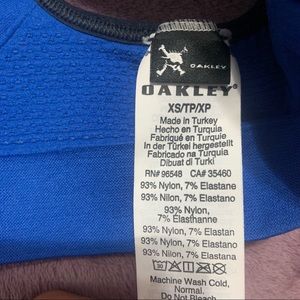 OAKLEY
OAKLEY
XS/TP/XP
Made in Turkey
Hecho en Turquia
Fabriqué en Turquie
In der Türkei hergestellt
Fabricado na Turquia
Dibuat di Turki
RN# 96548 CA# 35460
93% Nylon, 7% Elastane
93% Nilon, 7% Elastano
93% Nylon,
7% Elasthanne
93% Nylon, 7% Elastan
93% Nylon, 7% Elastano
93% Nilon, 7% Elastane
Machine Wash Cold,
Normal.
Do Not Bleach